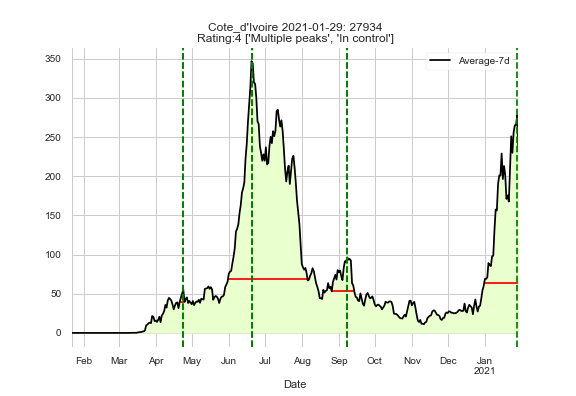 Cote_d'Ivoire 2021-01-29: 27934
Rating:4 ['Multiple peaks', 'In control']
Average-7d
350
300
250
200
150
100
50
0
Feb Mar Apr May Jun Jul Aug Sep Oct Nov Dec Jan
2021
Date